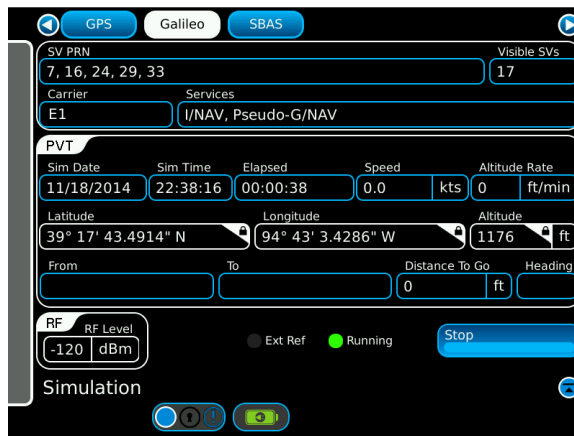 GPS Galileo SBAS
SV PRN Visible SVs
7, 16, 24, 29, 33 17
Carrier Services
E1 I/NAV, Pseudo-G/NAV
PVT
Sim Date Sim Time Elapsed Speed Altitude Rate
11/18/2014 22:38:16 00:00:38 0.0 kts 0 ft/min
Latitude Longitude Altitude
39° 17' 43.4914" N 94° 43' 3.4286" W 1176 ft
From To Distance To Go Heading
0 ft
RF RF Level
-120 dBm Ext Ref Running Stop
Simulation